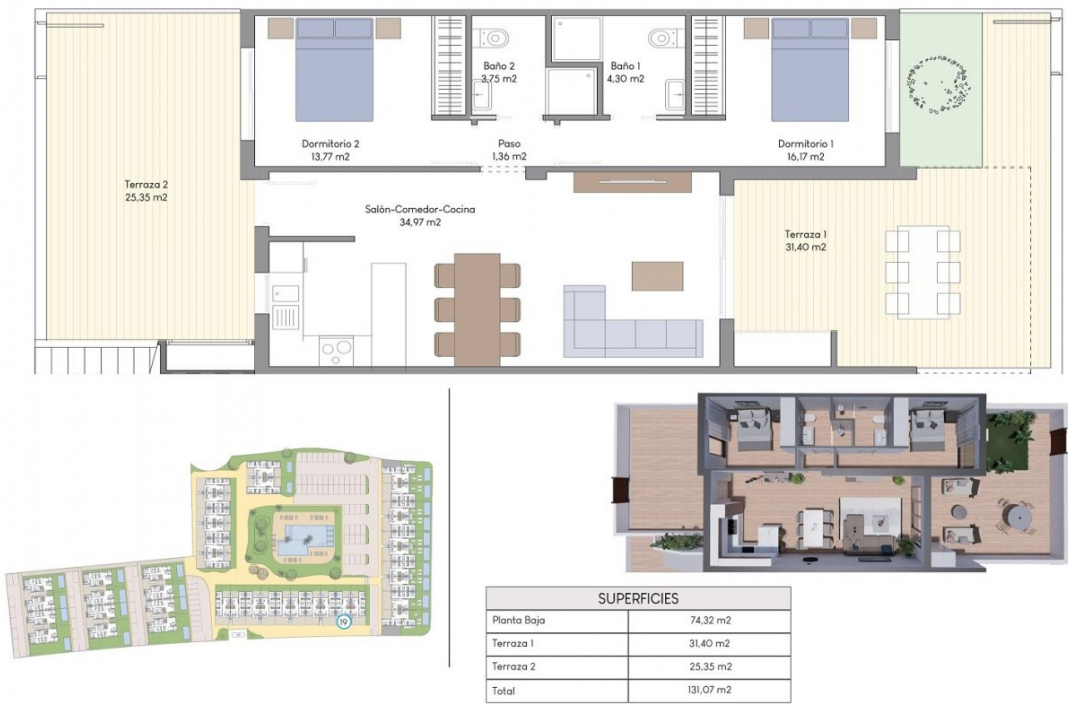 Baño 2
3,75 m2
Baño 1
4,30 m2
Dormitorio 2
13,77 m2
Paso
1,36 m2
Dormitorio 1
16,17 m2
Terraza 2
25,35 m2
Salón-Comedor-Cocina
34,97 m2
Terraza 1
31,40 m2
19
SUPERFICIES
Planta Baja 74,32 m2
Terraza 1 31,40 m2
Terraza 2 25,35 m2
Total 131,07 m2